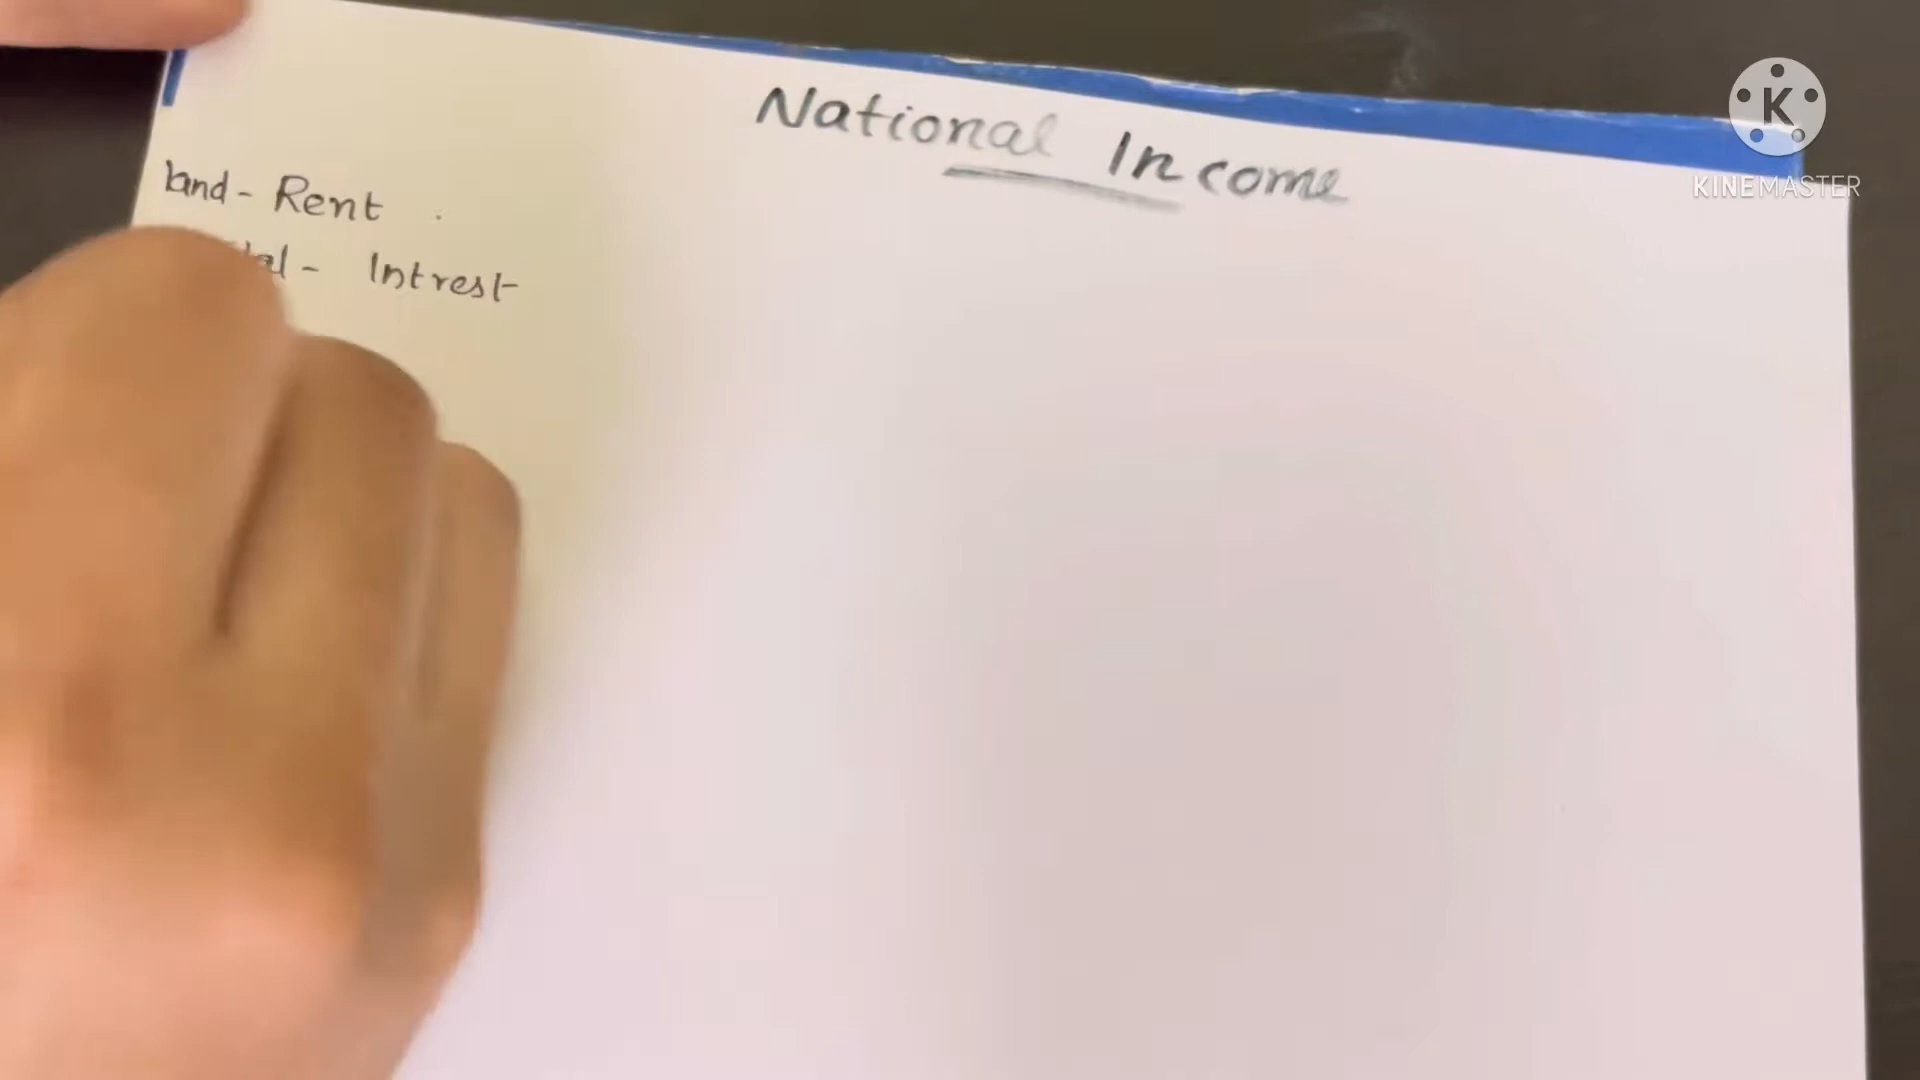 National Income
land - Rent
- Intrest
K
KINEMASTER